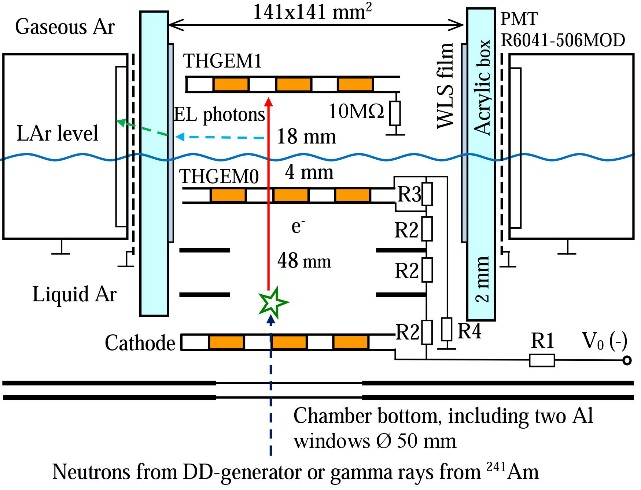 141x141 mm²
Gaseous Ar
PMT
R6041-506MOD
THGEM1
WLS film
Acrylic box
EL photons
10MΩ
LAr level
18 mm
4 mm
THGEM0
R3
e⁻
R2
48 mm
R2
Liquid Ar
2 mm
Cathode
R2
R4
R1
V₀ (-)
Chamber bottom, including two Al
windows Ø 50 mm
Neutrons from DD-generator or gamma rays from ²⁴¹Am